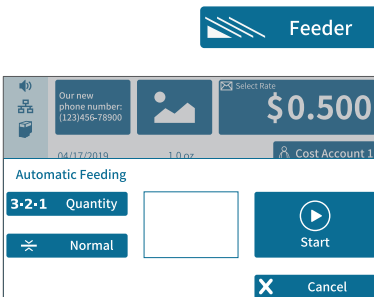 Feeder
Our new
phone number:
(123)456-78900
Select Rate
$0.500
04/17/2019 1.0 oz
Cost Account 1
Automatic Feeding
3-2-1 Quantity
Normal
Start
X Cancel